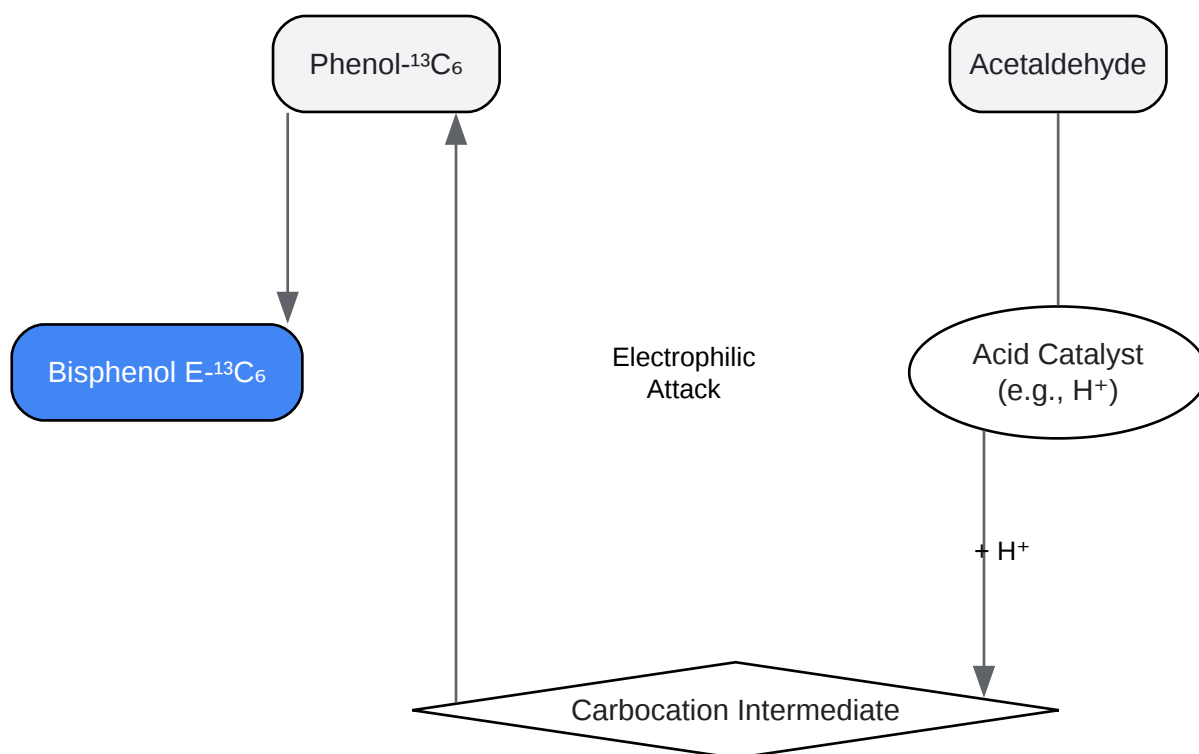 Phenol-¹³C₆
Acetaldehyde
Bisphenol E-¹³C₆
Electrophilic
Attack
Acid Catalyst
(e.g., H⁺)
+ H⁺
Carbocation Intermediate